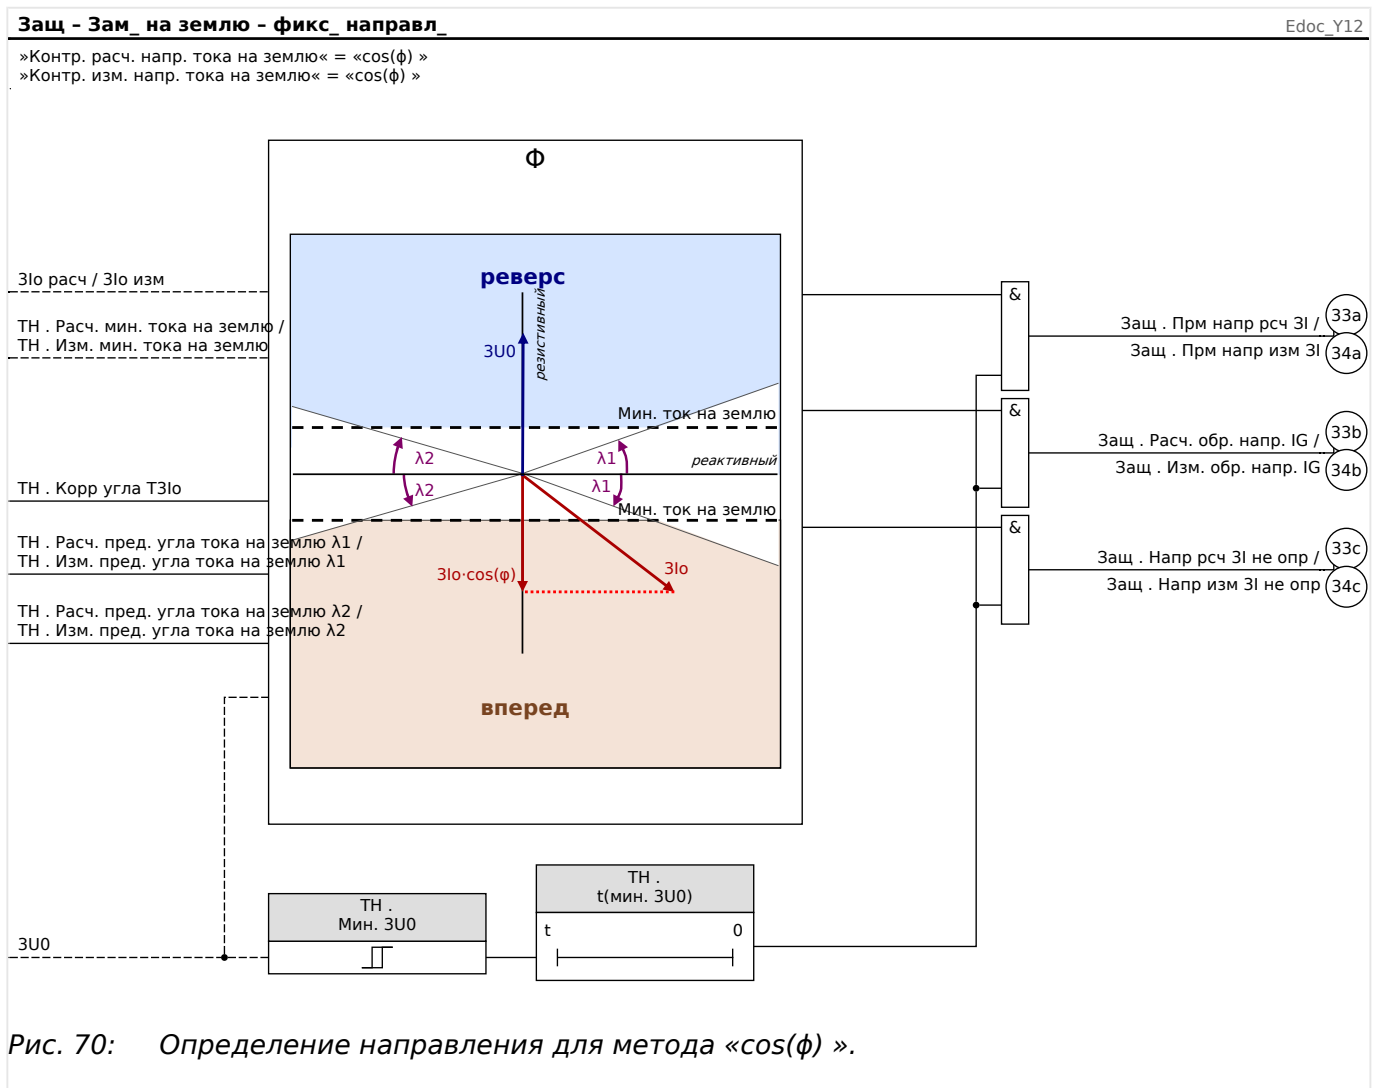 Защ – Зам_ на землю – фикс_ направл_
Edoc_Y12
»Контр. расч. напр. тока на землю« = «cos(ϕ) »
»Контр. изм. напр. тока на землю« = «cos(ϕ) »
Φ
реверс
резистивный
3U0
Мин. ток на землю
λ2
λ1
реактивный
λ2
λ1
Мин. ток на землю
3Io·cos(φ)
3Io
вперед
3Io расч / 3Io изм
ТН . Расч. мин. тока на землю /
ТН . Изм. мин. тока на землю
ТН . Корр угла Т3Io
ТН . Расч. пред. угла тока на землю λ1 /
ТН . Изм. пред. угла тока на землю λ1
ТН . Расч. пред. угла тока на землю λ2 /
ТН . Изм. пред. угла тока на землю λ2
3U0
ТН .
Мин. 3U0
ТН .
t(мин. 3U0)
t
0
&
Защ . Прм напр рсч ЗI /
33a
Защ . Прм напр изм ЗI
34a
&
Защ . Расч. обр. напр. IG /
33b
Защ . Изм. обр. напр. IG
34b
&
Защ . Напр рсч ЗI не опр /
33c
Защ . Напр изм ЗI не опр
34c
Рис. 70: Определение направления для метода «cos(ϕ) ».